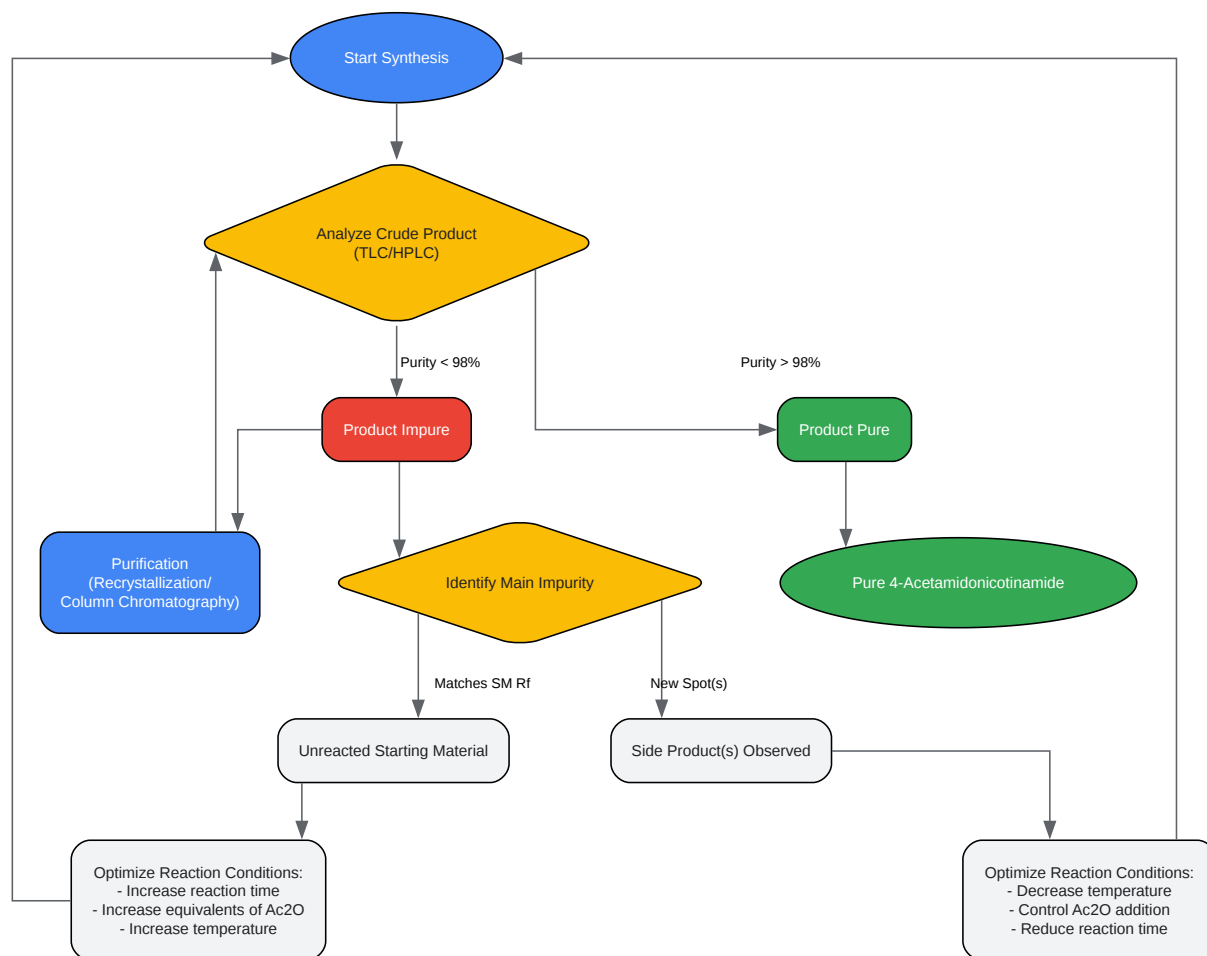 Start Synthesis
Analyze Crude Product
(TLC/HPLC)
Purity < 98%
Purity > 98%
Product Impure
Product Pure
Purification
(Recrystallization/
Column Chromatography)
Identify Main Impurity
Pure 4-Acetamidonicotinamide
Matches SM Rf
New Spot(s)
Unreacted Starting Material
Side Product(s) Observed
Optimize Reaction Conditions:
- Increase reaction time
- Increase equivalents of Ac2O
- Increase temperature
Optimize Reaction Conditions:
- Decrease temperature
- Control Ac2O addition
- Reduce reaction time